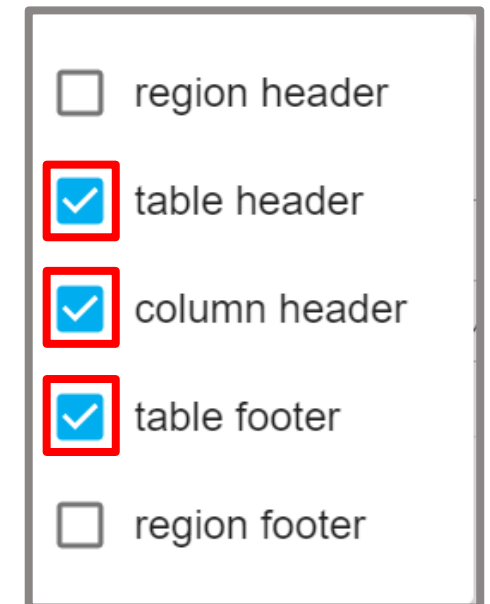 region header
table header
column header
table footer
region footer